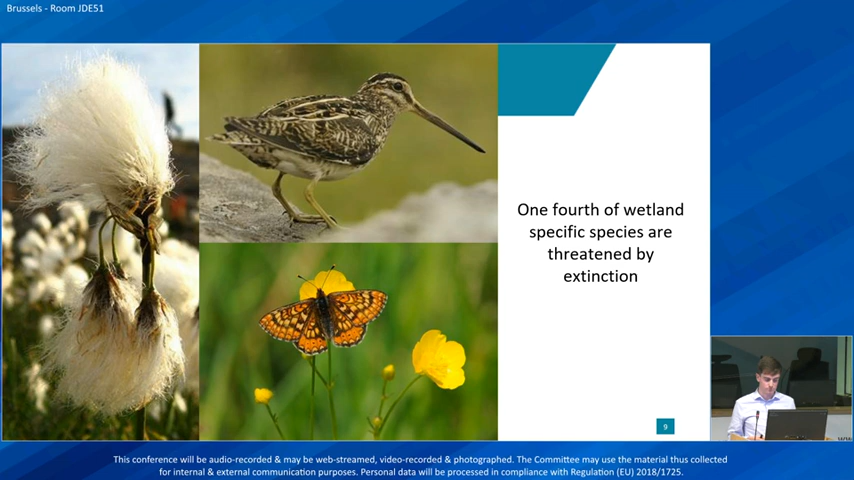 Brussels - Room JDE51
One fourth of wetland
specific species are
threatened by
extinction
9
This conference will be audio-recorded & may be web-streamed, video-recorded & photographed. The Committee may use the material thus collected
for internal & external communication purposes. Personal data will be processed in compliance with Regulation (EU) 2018/1725.